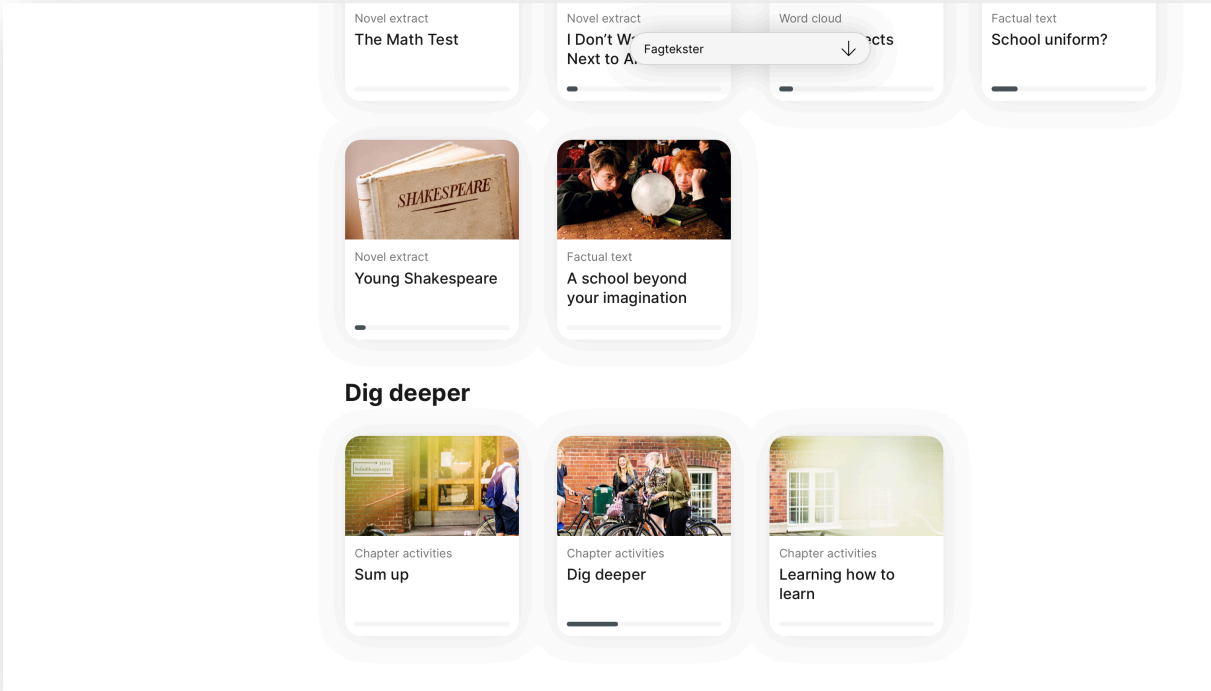 Novel extract
The Math Test
Novel extract
I Don’t W
Next to A
Word cloud
ects
Factual text
School uniform?
Fagtekster
SHAKESPEARE
Novel extract
Young Shakespeare
Factual text
A school beyond
your imagination
Dig deeper
Chapter activities
Sum up
Chapter activities
Dig deeper
Chapter activities
Learning how to
learn